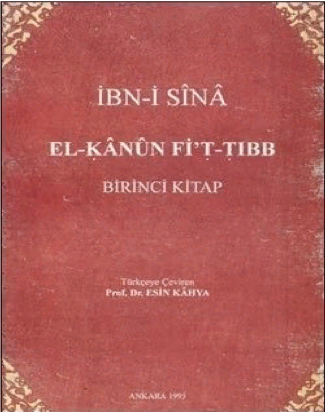 İBN-İ SÎNÂ
EL-ḲÂNÛN Fİ'Ṭ-ṬIBB
BİRİNCİ KİTAP
Türkçeye Çeviren
Prof. Dr. ESİN KÂHYA
ANKARA 1995